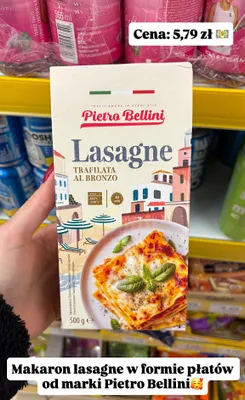 Cena: 5,79 zł 💵
Pietro Bellini
Lasagne
TRAFILATA
AL BRONZO
500 g ℮
Makaron lasagne w formie płatów
od marki Pietro Bellini🥰